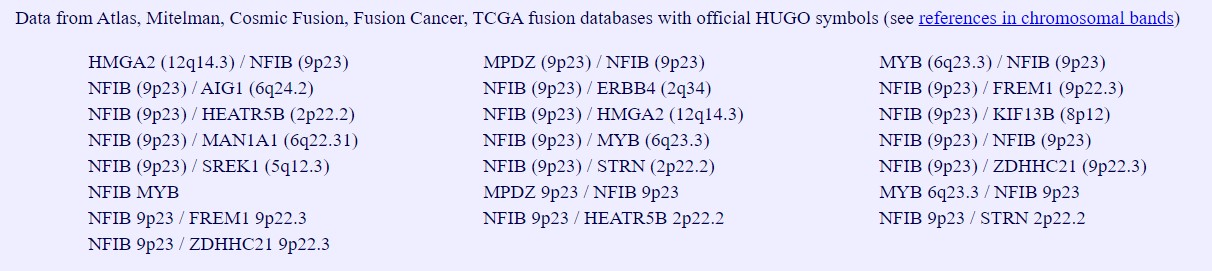 Data from Atlas, Mitelman, Cosmic Fusion, Fusion Cancer, TCGA fusion databases with official HUGO symbols (see references in chromosomal bands)
HMGA2 (12q14.3) / NFIB (9p23) MPDZ (9p23) / NFIB (9p23) MYB (6q23.3) / NFIB (9p23)
NFIB (9p23) / AIG1 (6q24.2) NFIB (9p23) / ERBB4 (2q34) NFIB (9p23) / FREM1 (9p22.3)
NFIB (9p23) / HEATR5B (2p22.2) NFIB (9p23) / HMGA2 (12q14.3) NFIB (9p23) / KIF13B (8p12)
NFIB (9p23) / MAN1A1 (6q22.31) NFIB (9p23) / MYB (6q23.3) NFIB (9p23) / NFIB (9p23)
NFIB (9p23) / SREK1 (5q12.3) NFIB (9p23) / STRN (2p22.2) NFIB (9p23) / ZDHHC21 (9p22.3)
NFIB MYB MPDZ 9p23 / NFIB 9p23 MYB 6q23.3 / NFIB 9p23
NFIB 9p23 / FREM1 9p22.3 NFIB 9p23 / HEATR5B 2p22.2 NFIB 9p23 / STRN 2p22.2
NFIB 9p23 / ZDHHC21 9p22.3